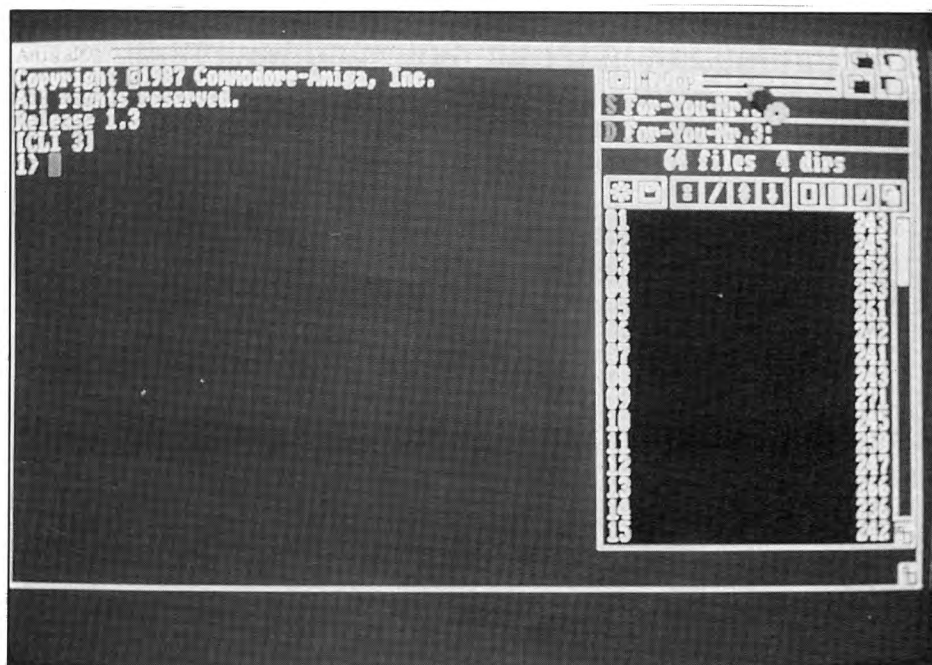 AmigaDOS
Copyright ©1987 Commodore-Amiga, Inc.
All rights reserved.
Release 1.3
[CLI 3]
1>
S For-You-Nr.
D For-You-Nr.3:
64 files 4 dirs
01 243
02 245
03 252
04 253
05 261
06 242
07 241
08 243
09 271
10 245
11 258
12 247
13 266
14 236
15 242